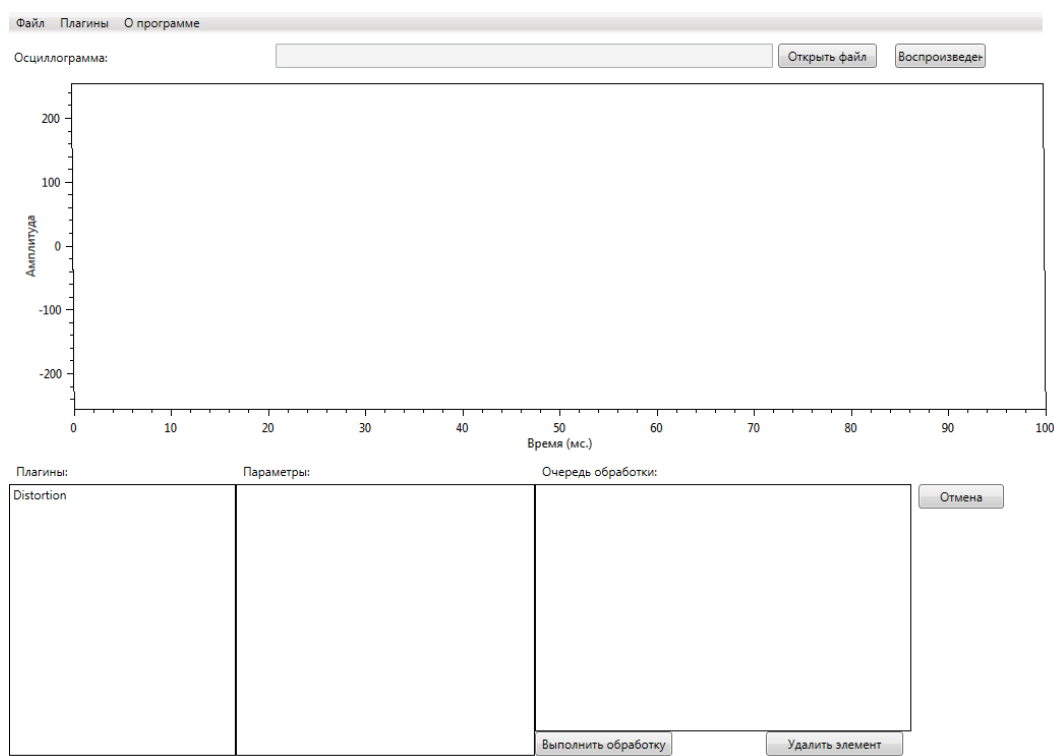 Файл Плагины О программе
Осциллограмма: Открыть файл Воспроизведен
200
100
0
-100
-200
Амплитуда
0 10 20 30 40 50 60 70 80 90 100
Время (мс.)
Плагины: Параметры: Очередь обработки:
Distortion Отмена
Выполнить обработку Удалить элемент